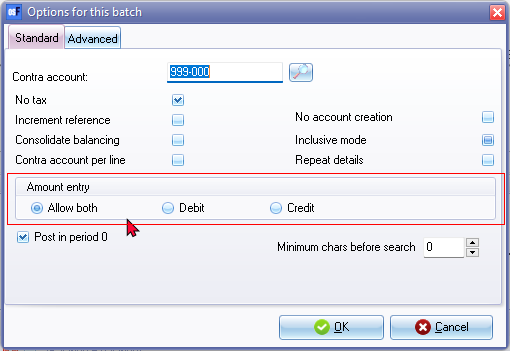 Options for this batch
Standard Advanced
Contra account: 999-000
No tax
Increment reference No account creation
Consolidate balancing Inclusive mode
Contra account per line Repeat details
Amount entry
Allow both Debit Credit
Post in period 0 Minimum chars before search 0
OK Cancel